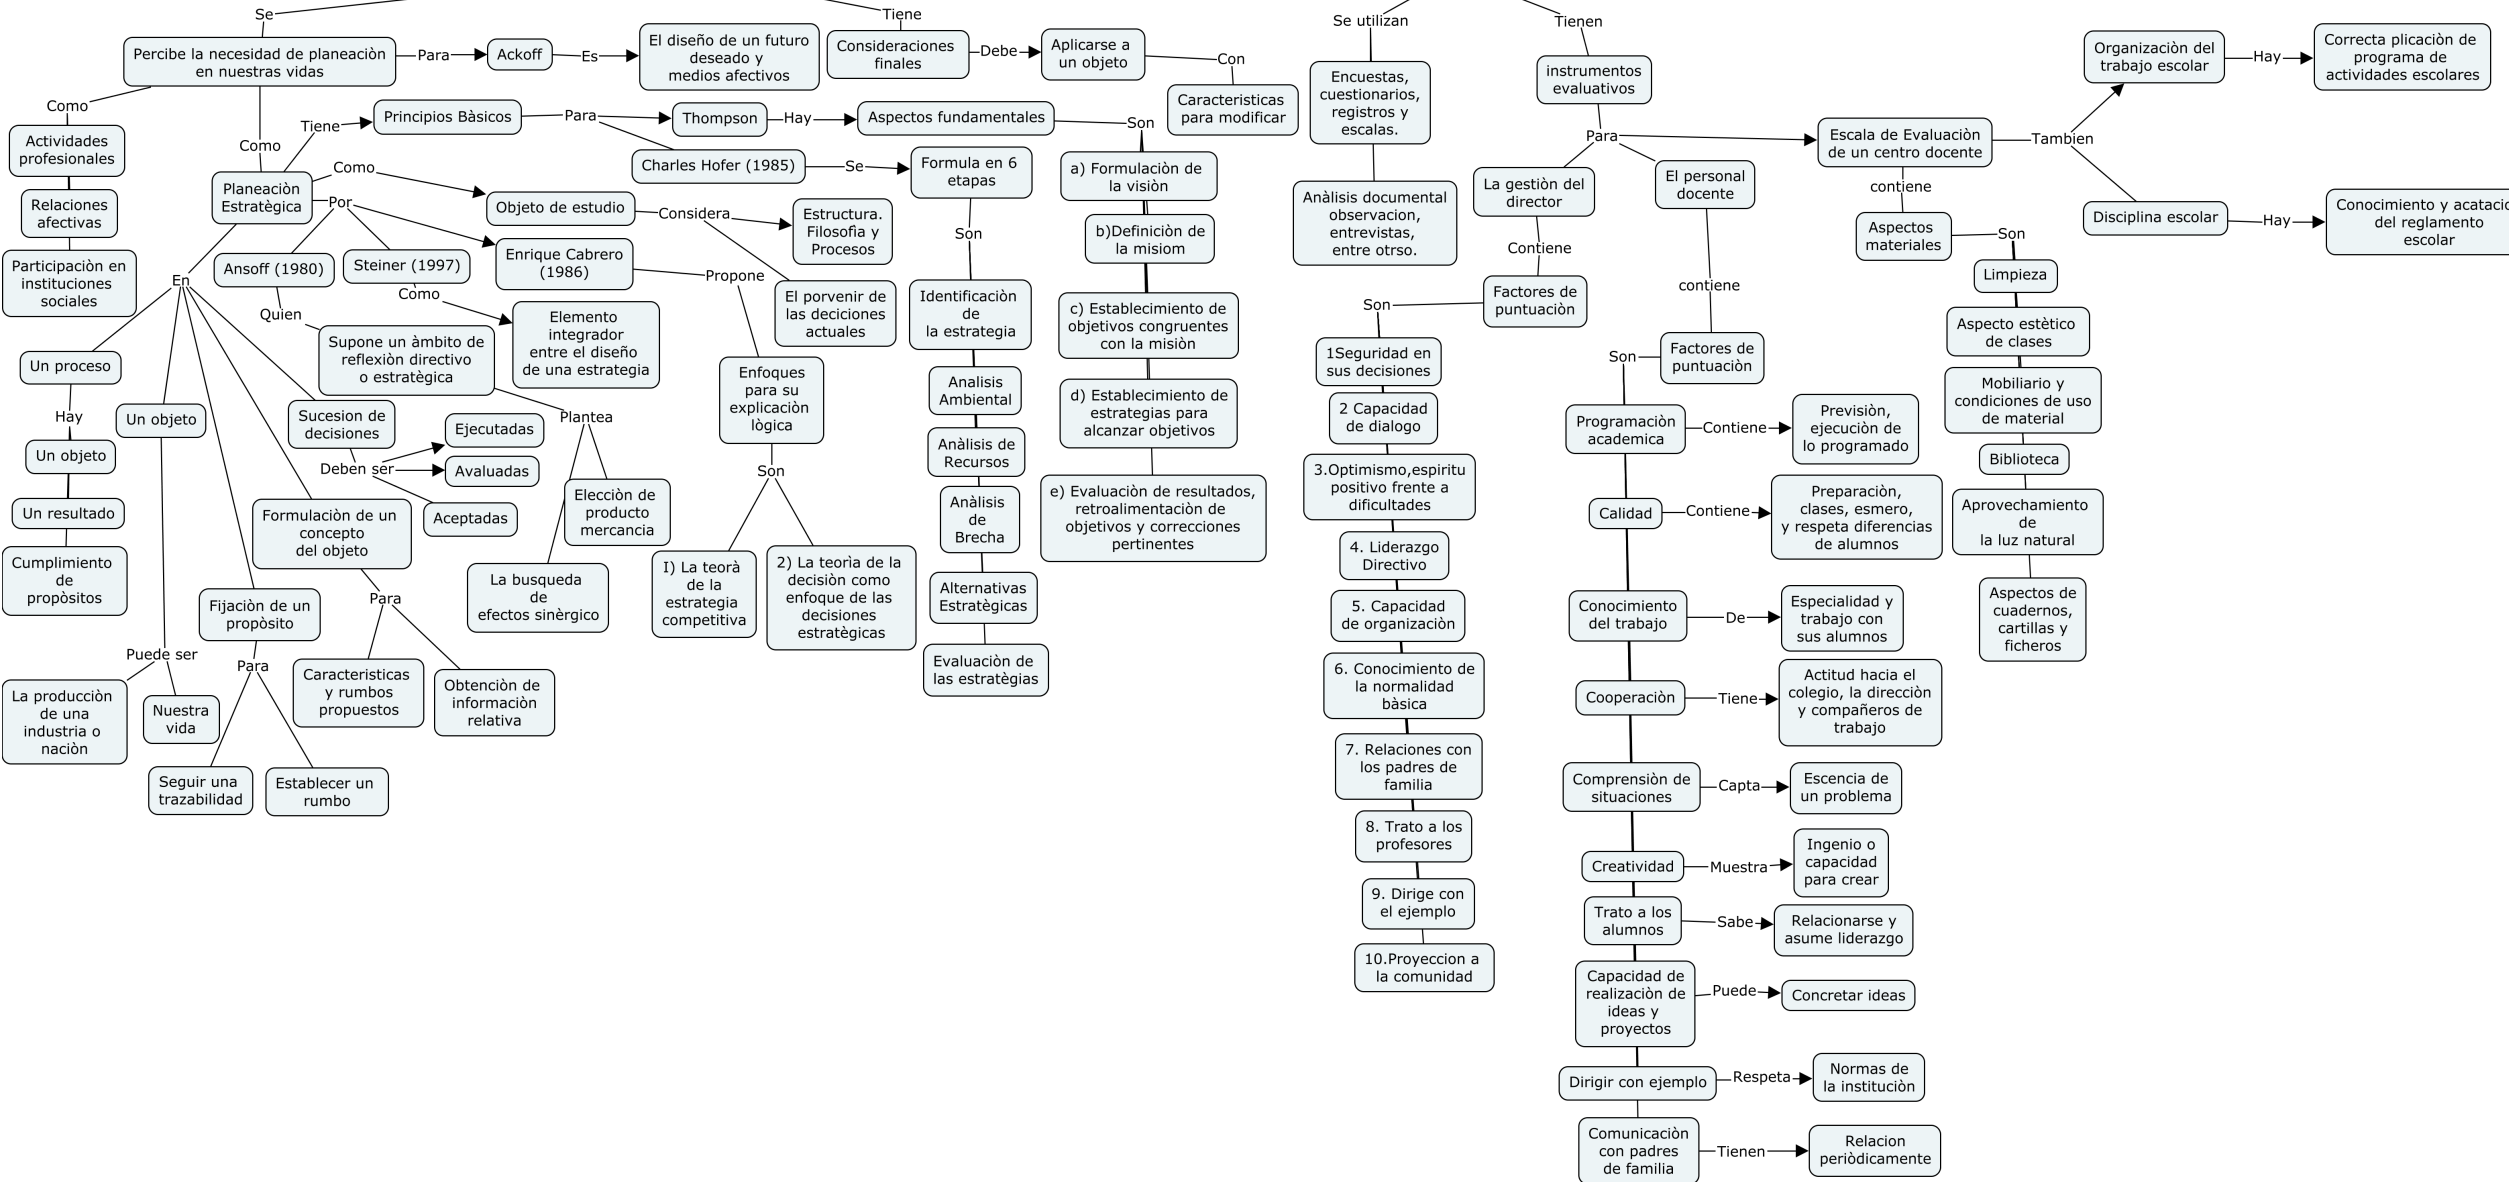 Se
Percibe la necesidad de planeaciòn
en nuestras vidas
Para
Ackoff
Es
El diseño de un futuro
deseado y
medios afectivos
Tiene
Consideraciones
finales
Debe
Aplicarse a
un objeto
Con
Caracteristicas
para modificar
Como
Actividades
profesionales
Relaciones
afectivas
Participaciòn en
instituciones
sociales
Como
Planeaciòn
Estratègica
Tiene
Principios Bàsicos
Para
Thompson
Hay
Aspectos fundamentales
Son
a) Formulaciòn de
la visiòn
b)Definiciòn de
la misiom
c) Establecimiento de
objetivos congruentes
con la misiòn
d) Establecimiento de
estrategias para
alcanzar objetivos
e) Evaluaciòn de resultados,
retroalimentaciòn de
objetivos y correcciones
pertinentes
Charles Hofer (1985)
Se
Formula en 6
etapas
Son
Identificaciòn
de
la estrategia
Analisis
Ambiental
Anàlisis de
Recursos
Anàlisis
de
Brecha
Alternativas
Estratègicas
Evaluaciòn de
las estratègias
Como
Objeto de estudio
Considera
Estructura.
Filosofìa y
Procesos
El porvenir de
las deciciones
actuales
Por
Ansoff (1980)
Quien
Supone un àmbito de
reflexiòn directivo
o estratègica
Plantea
La busqueda
de
efectos sinèrgico
Elecciòn de
producto
mercancia
Steiner (1997)
Como
Elemento
integrador
entre el diseño
de una estrategia
Enrique Cabrero
(1986)
Propone
Enfoques
para su
explicaciòn
lògica
Son
I) La teorà
de la
estrategia
competitiva
2) La teorìa de la
decisiòn como
enfoque de las
decisiones
estratègicas
En
Un proceso
Hay
Un objeto
Un resultado
Cumplimiento
de
propòsitos
Un objeto
Puede ser
La producciòn
de una
industria o
naciòn
Nuestra
vida
Fijaciòn de un
propòsito
Para
Seguir una
trazabilidad
Establecer un
rumbo
Formulaciòn de un
concepto
del objeto
Para
Caracteristicas
y rumbos
propuestos
Obtenciòn de
informaciòn
relativa
Sucesion de
decisiones
Deben ser
Ejecutadas
Avaluadas
Aceptadas
Se utilizan
Encuestas,
cuestionarios,
registros y
escalas.
Anàlisis documental
observacion,
entrevistas,
entre otrso.
Tienen
instrumentos
evaluativos
Para
La gestiòn del
director
Contiene
Factores de
puntuaciòn
Son
1Seguridad en
sus decisiones
2 Capacidad
de dialogo
3.Optimismo,espiritu
positivo frente a
dificultades
4. Liderazgo
Directivo
5. Capacidad
de organizaciòn
6. Conocimiento de
la normalidad
bàsica
7. Relaciones con
los padres de
familia
8. Trato a los
profesores
9. Dirige con
el ejemplo
10.Proyeccion a
la comunidad
El personal
docente
contiene
Factores de
puntuaciòn
Son
Programaciòn
academica
Contiene
Previsiòn,
ejecuciòn de
lo programado
Calidad
Contiene
Preparaciòn,
clases, esmero,
y respeta diferencias
de alumnos
Conocimiento
del trabajo
De
Especialidad y
trabajo con
sus alumnos
Cooperaciòn
Tiene
Actitud hacia el
colegio, la direcciòn
y compañeros de
trabajo
Comprensiòn de
situaciones
Capta
Escencia de
un problema
Creatividad
Muestra
Ingenio o
capacidad
para crear
Trato a los
alumnos
Sabe
Relacionarse y
asume liderazgo
Capacidad de
realizaciòn de
ideas y
proyectos
Puede
Concretar ideas
Dirigir con ejemplo
Respeta
Normas de
la instituciòn
Comunicaciòn
con padres
de familia
Tienen
Relacion
periòdicamente
Escala de Evaluaciòn
de un centro docente
contiene
Aspectos
materiales
Son
Limpieza
Aspecto estètico
de clases
Mobiliario y
condiciones de uso
de material
Biblioteca
Aprovechamiento
de
la luz natural
Aspectos de
cuadernos,
cartillas y
ficheros
Tambien
Organizaciòn del
trabajo escolar
Hay
Correcta plicaciòn de
programa de
actividades escolares
Disciplina escolar
Hay
Conocimiento y
del reglamento
escolar